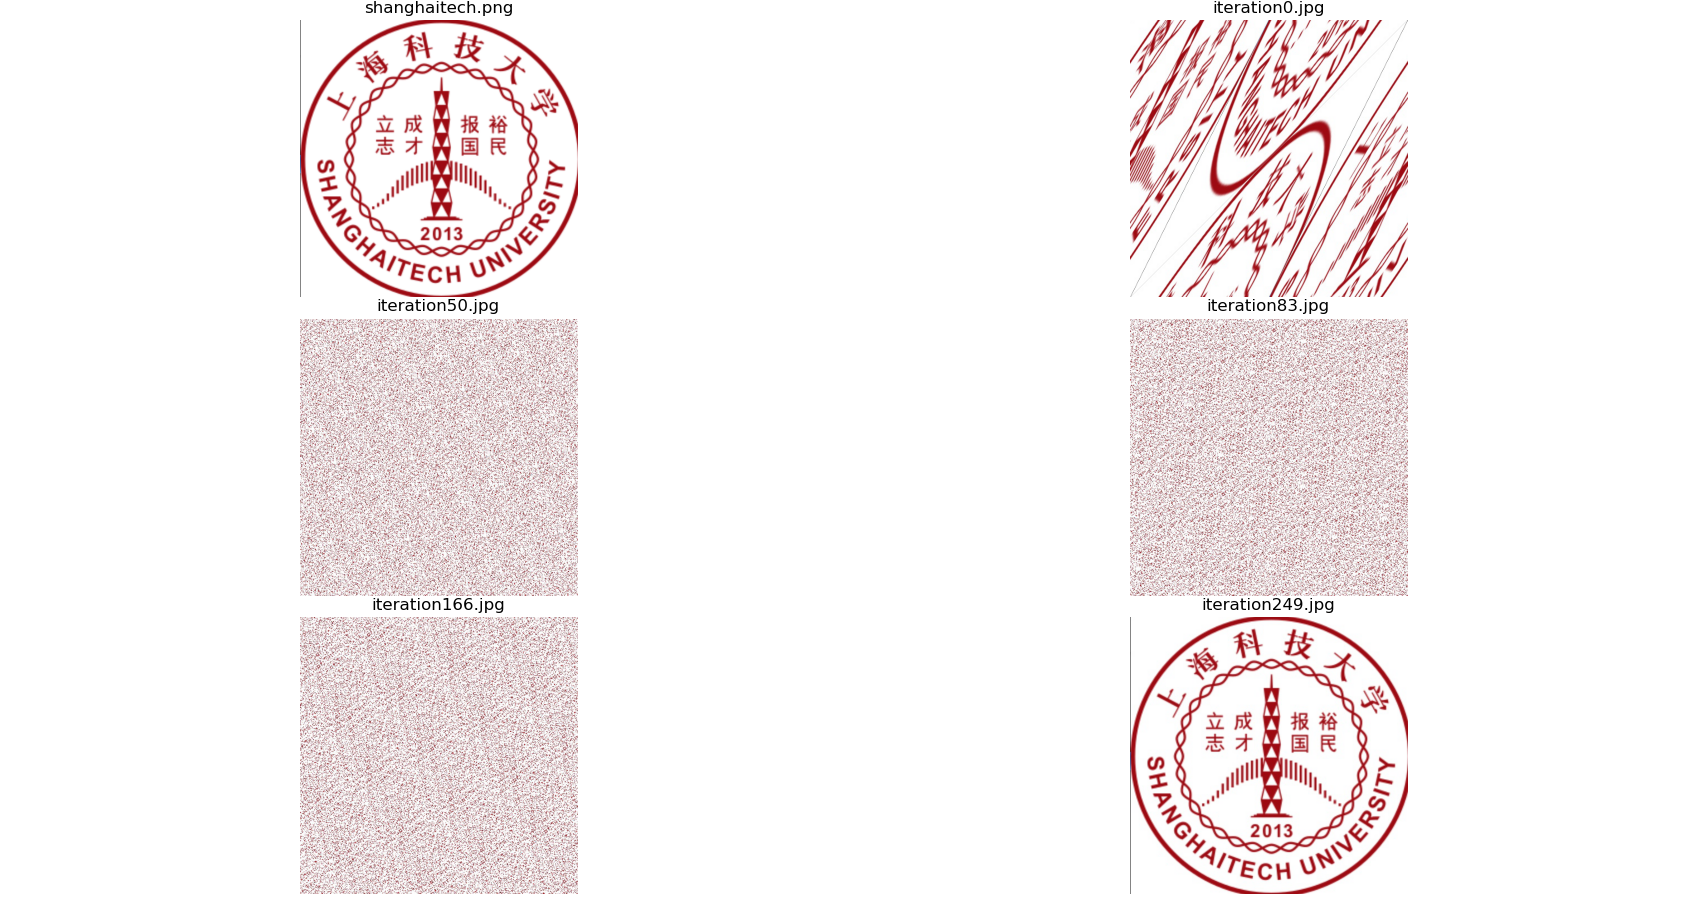 shanghaitech.png
上海科技大学
立成 报裕
志才 国民
2013
SHANGHAITECH UNIVERSITY
iteration0.jpg
iteration50.jpg
iteration83.jpg
iteration166.jpg
iteration249.jpg
上海科技大学
立成 报裕
志才 国民
2013
SHANGHAITECH UNIVERSITY